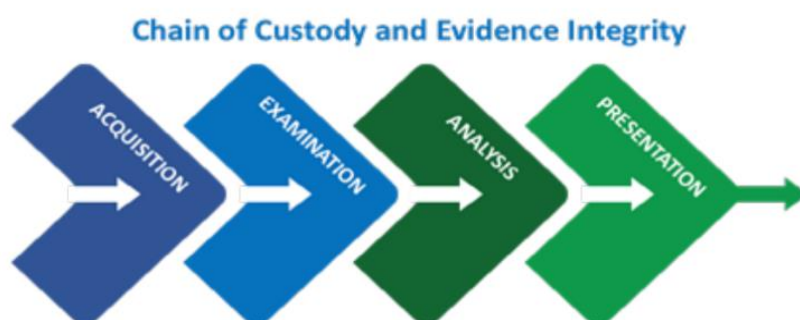 Chain of Custody and Evidence Integrity
ACQUISITION
EXAMINATION
ANALYSIS
PRESENTATION